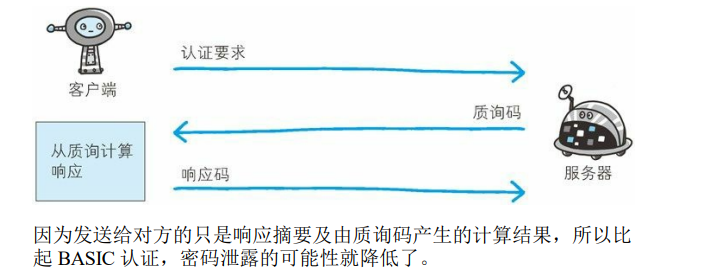 认证要求
客户端
质询码
从质询计算
响应
响应码
服务器
因为发送给对方的只是响应摘要及由质询码产生的计算结果，所以比
起 BASIC 认证，密码泄露的可能性就降低了。